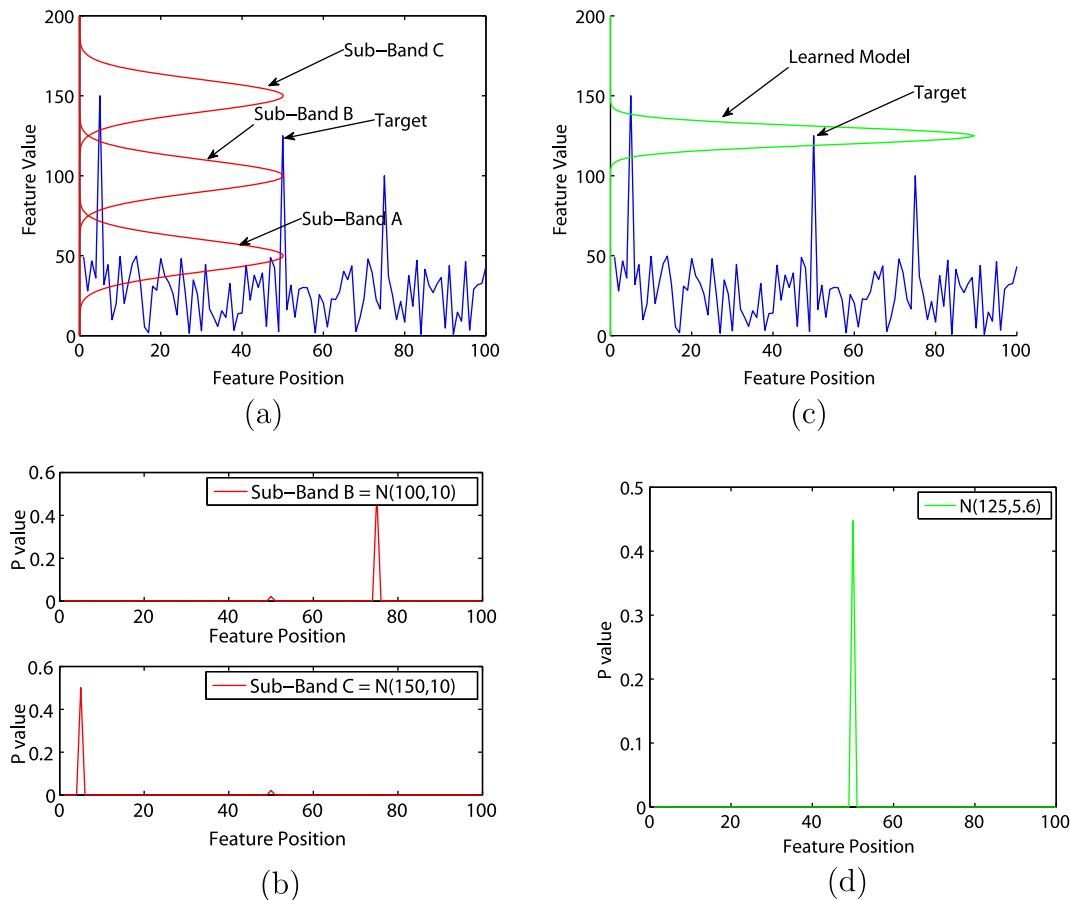 200
150
100
50
0
Feature Value
Sub−Band C
Sub−Band B
Target
Sub−Band A
0
20
40
60
80
100
Feature Position
(a)
200
150
100
50
0
Feature Value
Learned Model
Target
0
20
40
60
80
100
Feature Position
(c)
0.6
0.4
0.2
0
P value
Sub−Band B = N(100,10)
0
20
40
60
80
100
Feature Position
0.6
0.4
0.2
0
P value
Sub−Band C = N(150,10)
0
20
40
60
80
100
Feature Position
(b)
0.5
0.4
0.3
0.2
0.1
0
P value
N(125,5.6)
0
20
40
60
80
100
Feature Position
(d)